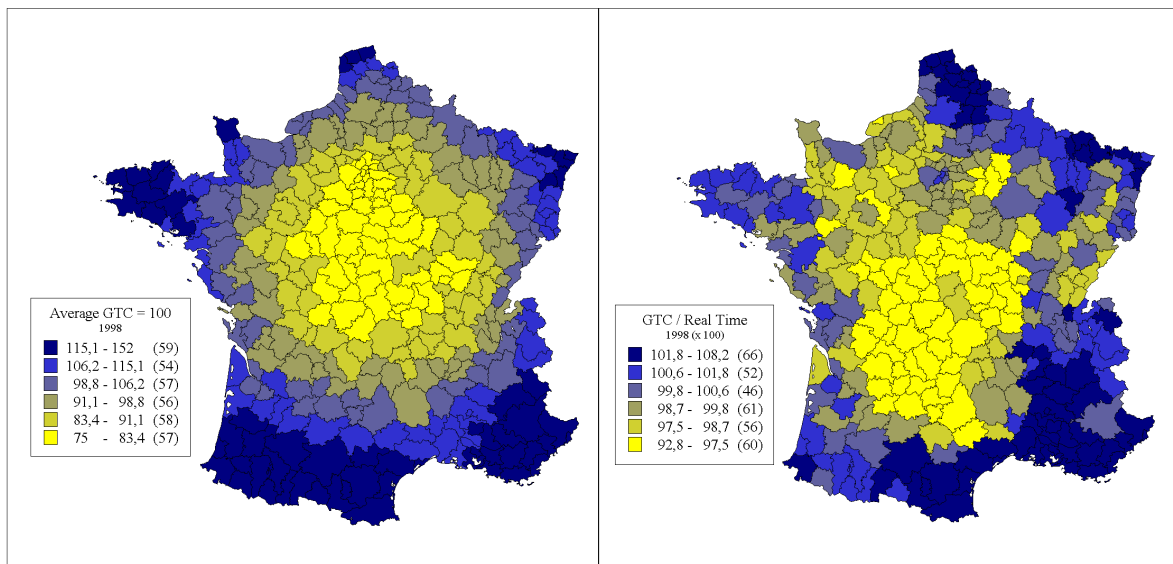 Average GTC = 100
1998
115,1 - 152 (59)
106,2 - 115,1 (54)
98,8 - 106,2 (57)
91,1 - 98,8 (56)
83,4 - 91,1 (58)
75 - 83,4 (57)
GTC / Real Time
1998 (x 100)
101,8 - 108,2 (66)
100,6 - 101,8 (52)
99,8 - 100,6 (46)
98,7 - 99,8 (61)
97,5 - 98,7 (56)
92,8 - 97,5 (60)